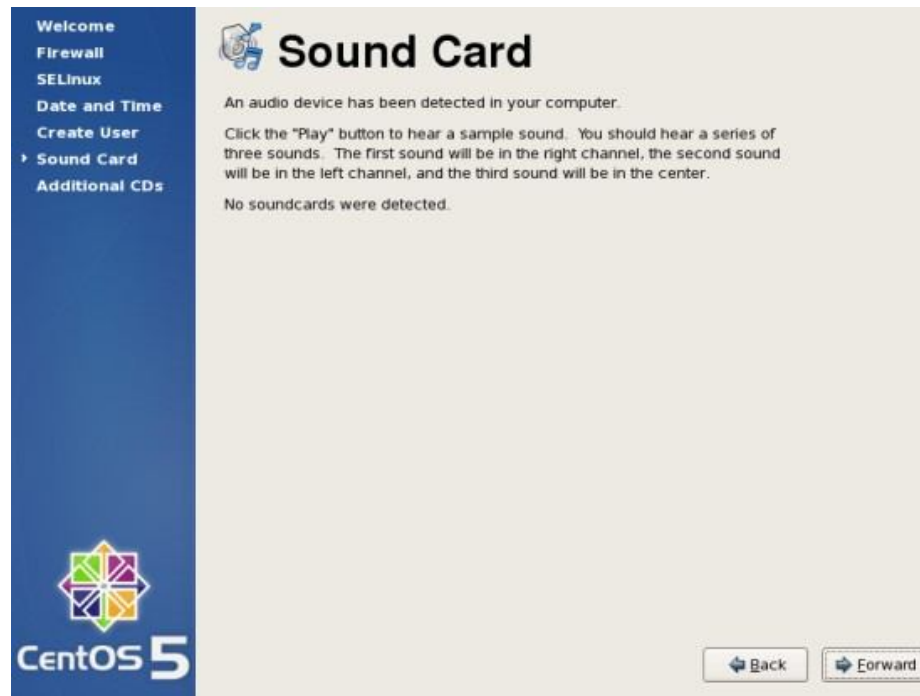 Welcome
Firewall
SELinux
Date and Time
Create User
Sound Card
Additional CDs
Sound Card
An audio device has been detected in your computer.
Click the "Play" button to hear a sample sound.  You should hear a series of
three sounds.  The first sound will be in the right channel, the second sound
will be in the left channel, and the third sound will be in the center.
No soundcards were detected.
CentOS 5
Back
Forward